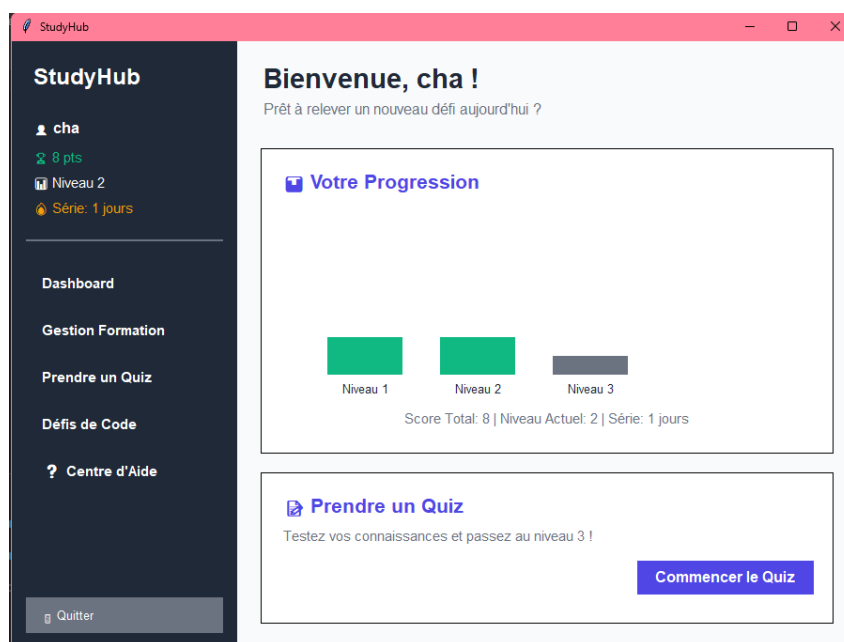 StudyHub
StudyHub
cha
8 pts
Niveau 2
Série: 1 jours
Dashboard
Gestion Formation
Prendre un Quiz
Défis de Code
? Centre d'Aide
Quitter
Bienvenue, cha !
Prêt à relever un nouveau défi aujourd'hui ?
Votre Progression
Niveau 1 Niveau 2 Niveau 3
Score Total: 8 | Niveau Actuel: 2 | Série: 1 jours
Prendre un Quiz
Testez vos connaissances et passez au niveau 3 !
Commencer le Quiz